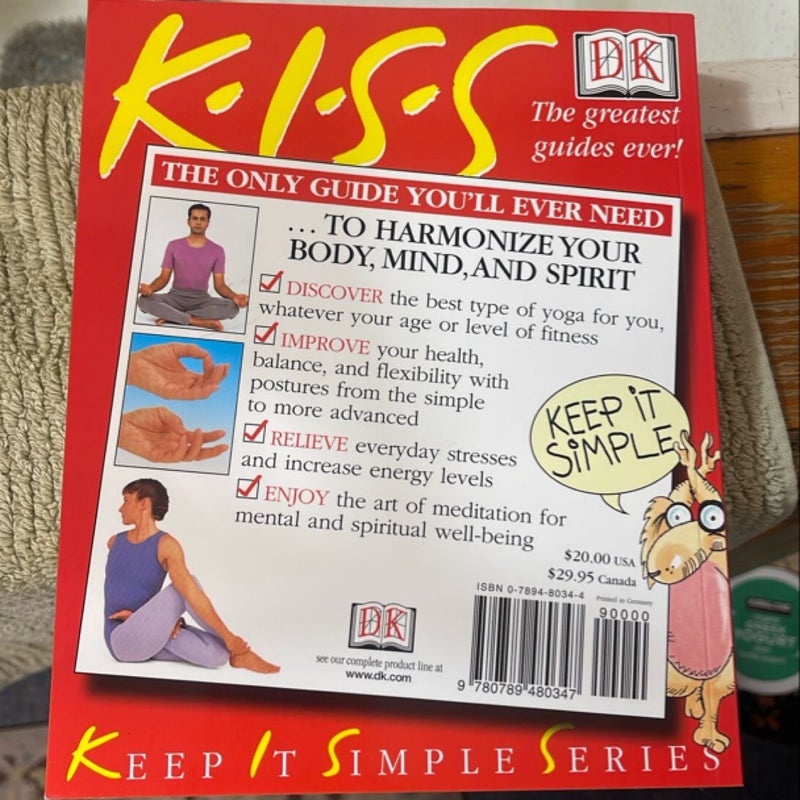 K·I·S·S
DK
The greatest
guides ever!
THE ONLY GUIDE YOU'LL EVER NEED
... TO HARMONIZE YOUR
BODY, MIND, AND SPIRIT
DISCOVER the best type of yoga for you,
whatever your age or level of fitness
IMPROVE your health,
balance, and flexibility with
postures from the simple
to more advanced
RELIEVE everyday stresses
and increase energy levels
ENJOY the art of meditation for
mental and spiritual well-being
KEEP iT
SiMPLE
$20.00 USA
$29.95 Canada
ISBN 0-7894-8034-4 Printed in Germany
90000
9 780789 480347
DK
see our complete product line at
www.dk.com
KEEP IT SIMPLE SERIES